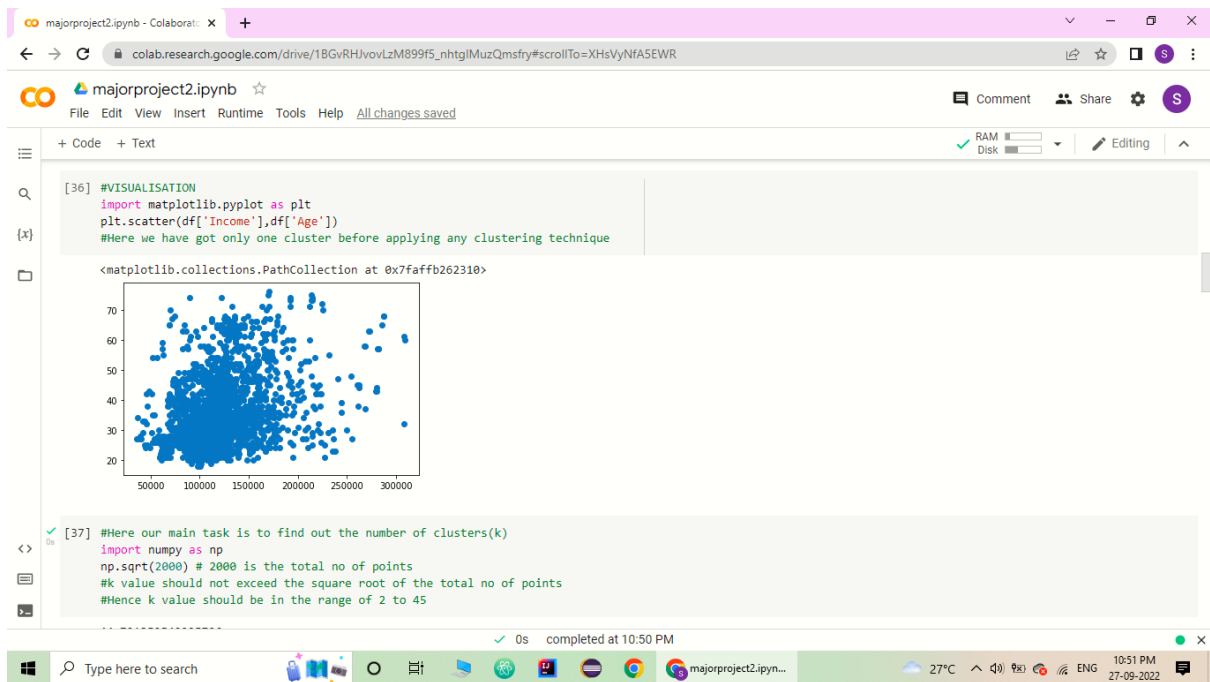 majorproject2.ipynb - Colaborato
colab.research.google.com/drive/1BGvRHJvovLzM899f5_nhtglMuzQmsfry#scrollTo=XHsVyNfA5EWR
S
CO majorproject2.ipynb
File Edit View Insert Runtime Tools Help All changes saved
Comment Share S
+ Code + Text
RAM
Disk
Editing
[36] #VISUALISATION
import matplotlib.pyplot as plt
plt.scatter(df['Income'],df['Age'])
#Here we have got only one cluster before applying any clustering technique
{x}
<matplotlib.collections.PathCollection at 0x7faffb262310>
70
60
50
40
30
20
50000 100000 150000 200000 250000 300000
[37] #Here our main task is to find out the number of clusters(k)
0s
import numpy as np
np.sqrt(2000) # 2000 is the total no of points
#k value should not exceed the square root of the total no of points
#Hence k value should be in the range of 2 to 45
0s completed at 10:50 PM
Type here to search
majorproject2.ipyn...
27°C
ENG
10:51 PM
27-09-2022